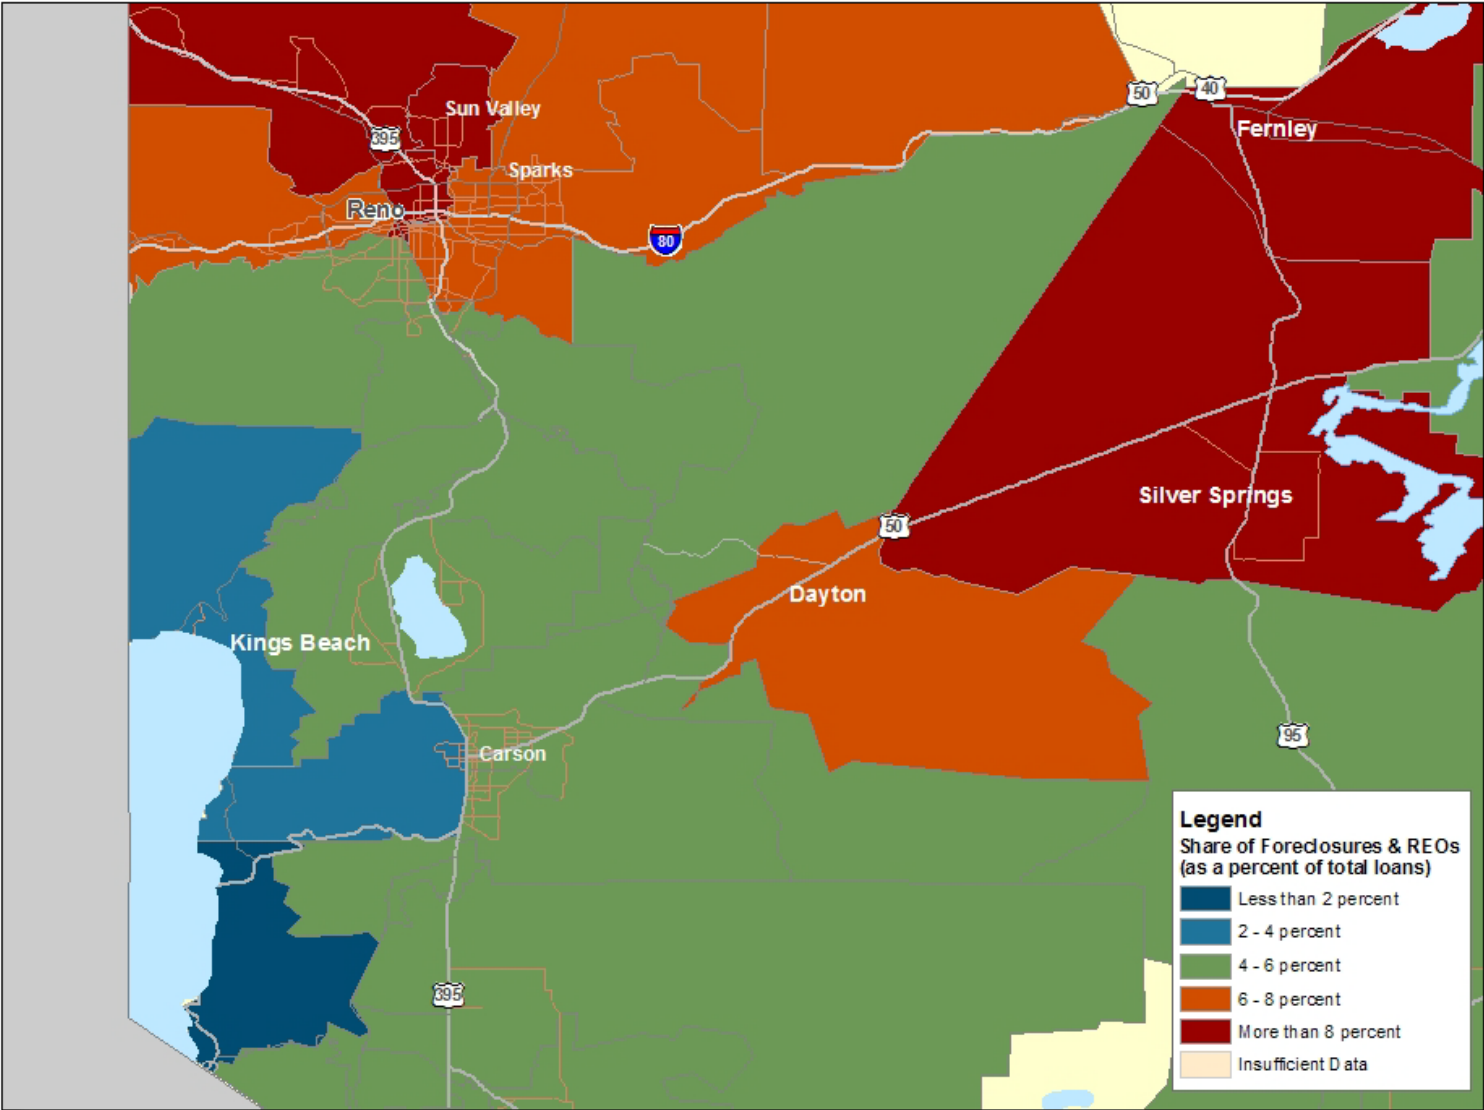 50
40
Sun Valley
395
Fernley
Sparks
Reno
80
Silver Springs
50
Dayton
Kings Beach
95
Carson
395
Legend
Share of Foreclosures & REOs
(as a percent of total loans)
Less than 2 percent
2 - 4 percent
4 - 6 percent
6 - 8 percent
More than 8 percent
Insufficient Data